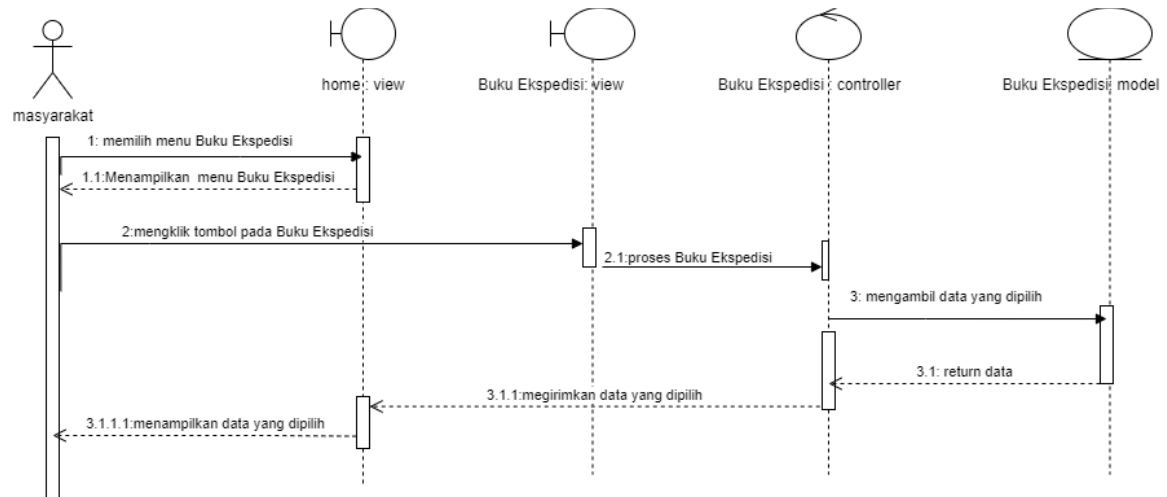 masyarakat
home : view
Buku Ekspedisi: view
Buku Ekspedisi : controller
Buku Ekspedisi: model
1: memilih menu Buku Ekspedisi
1.1:Menampilkan menu Buku Ekspedisi
2:mengklik tombol pada Buku Ekspedisi
2.1:proses Buku Ekspedisi
3: mengambil data yang dipilih
3.1: return data
3.1.1:megirimkan data yang dipilih
3.1.1.1:menampilkan data yang dipilih